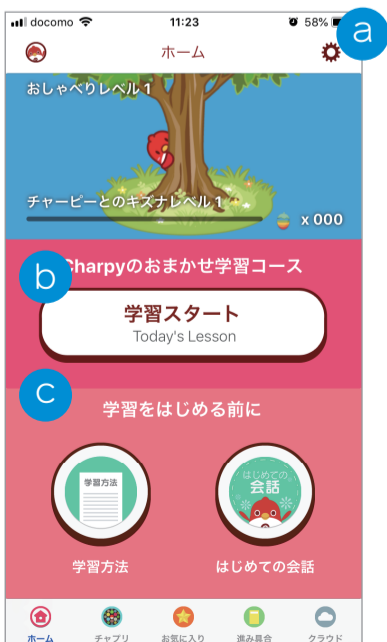 docomo 11:23 58%
a
ホーム
おしゃべりレベル 1
チャーピーとのキズナレベル 1
x 000
b
Charpyのおまかせ学習コース
学習スタート
Today's Lesson
c
学習をはじめる前に
学習方法
はじめての
会話
学習方法 はじめての会話
ホーム チャプリ お気に入り 進み具合 クラウド